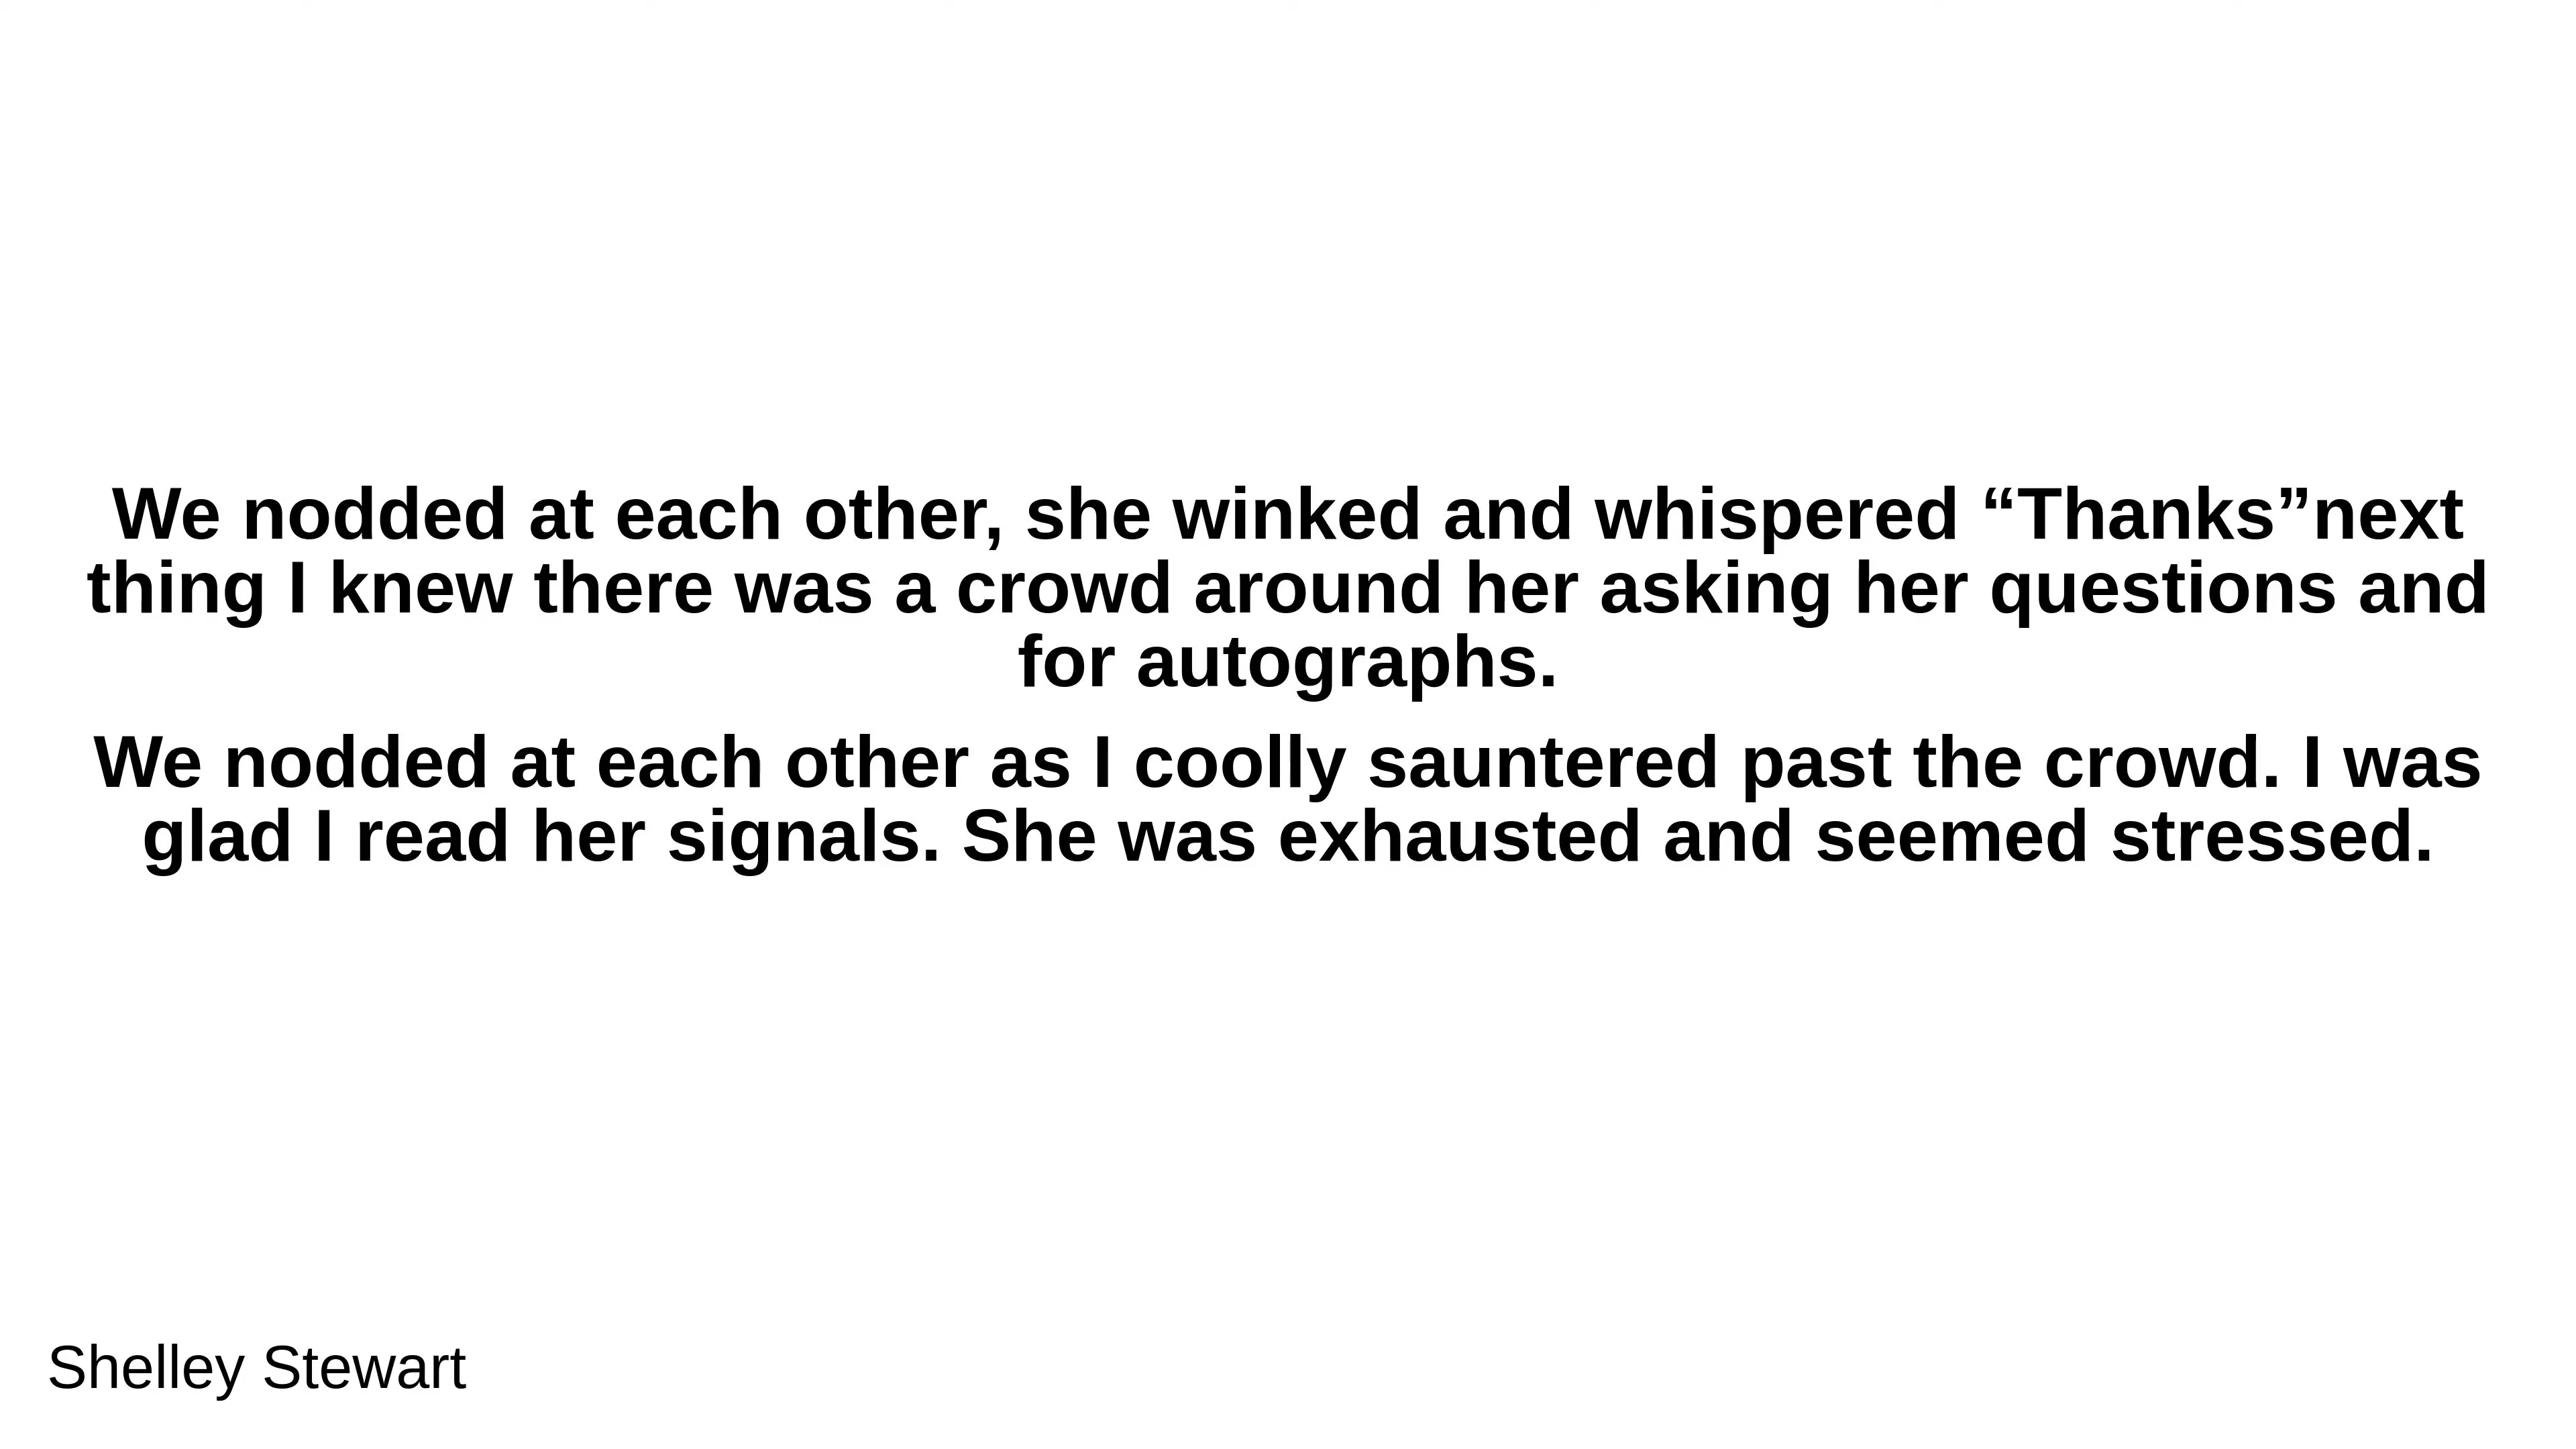 We nodded at each other, she winked and whispered “Thanks”next
thing I knew there was a crowd around her asking her questions and
for autographs.
We nodded at each other as I coolly sauntered past the crowd. I was
glad I read her signals. She was exhausted and seemed stressed.
Shelley Stewart